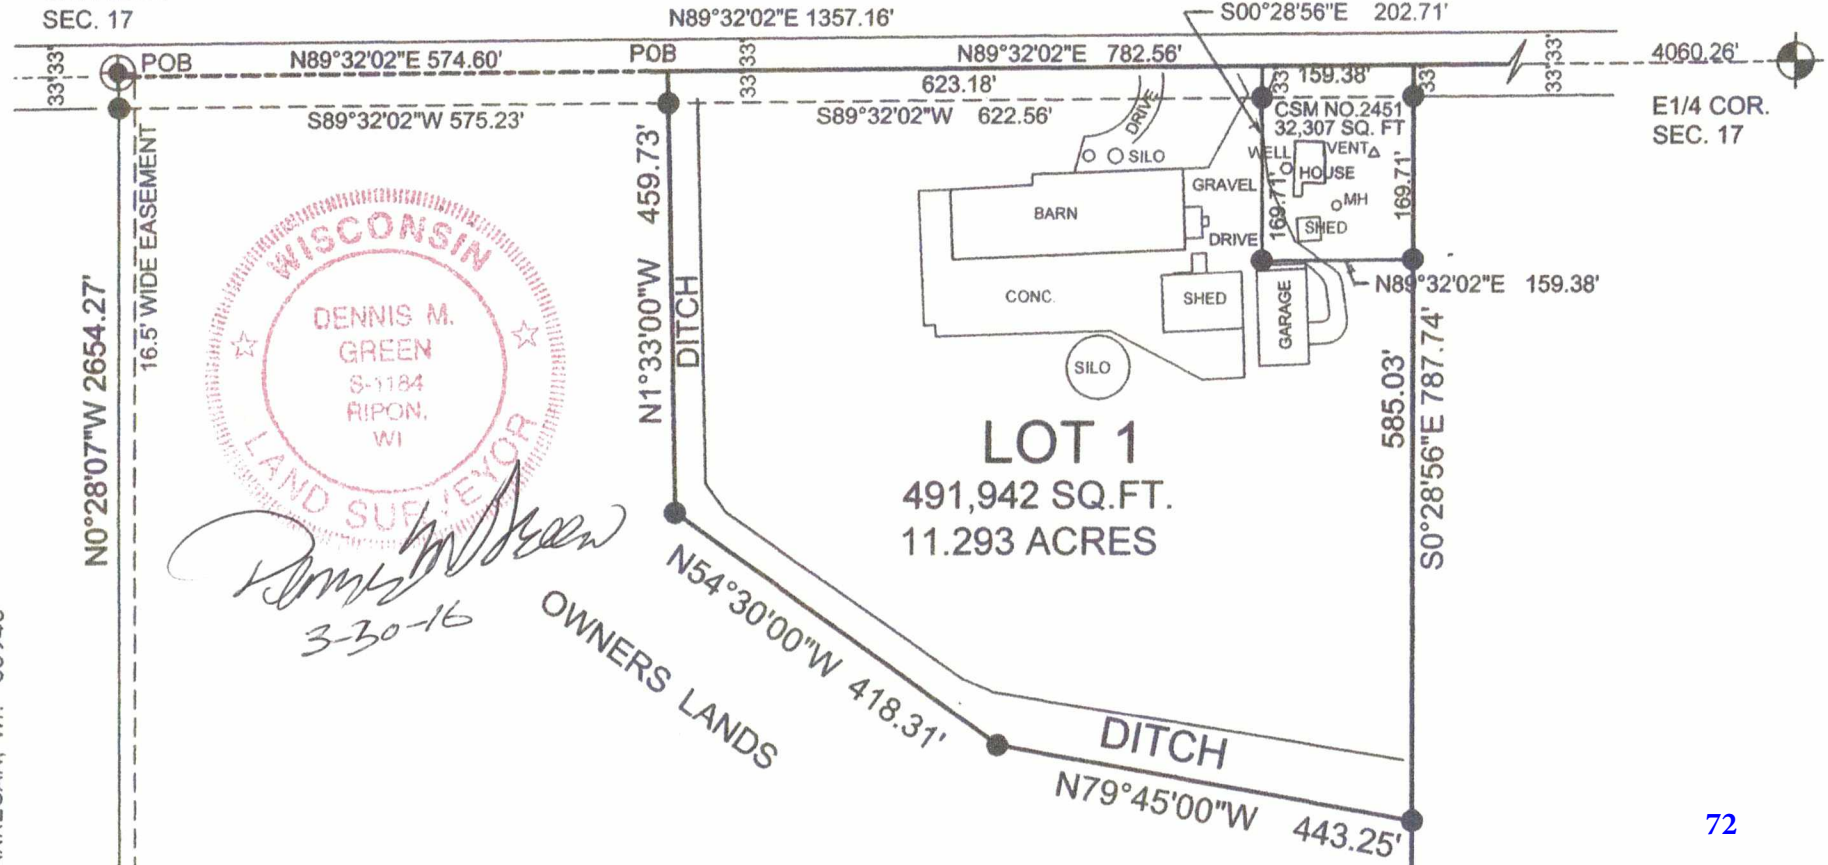 SEC. 17
N89°32'02"E 1357.16'
S00°28'56"E 202.71'
33'33'
POB
N89°32'02"E 574.60'
POB
33'33'
N89°32'02"E 782.56'
33'
159.38'
33'
33'33'
4060.26'
623.18'
S89°32'02"W 575.23'
S89°32'02"W 622.56'
DRIVE
CSM NO.2451
32,307 SQ. FT
E1/4 COR.
SEC. 17
16.5' WIDE EASEMENT
N1°33'00"W 459.73'
SILO
WELL
VENT
HOUSE
GRAVEL
169.71'
169.71'
MH
BARN
DRIVE
SHED
WISCONSIN
DENNIS M.
GREEN
S-1184
RIPON,
WI
LAND SURVEYOR
N0°28'07"W 2654.27'
DITCH
CONC.
SHED
GARAGE
N89°32'02"E 159.38'
SILO
585.03'
S0°28'56"E 787.74'
LOT 1
491,942 SQ.FT.
11.293 ACRES
Dennis M Green
3-30-16
N54°30'00"W 418.31'
OWNERS LANDS
DITCH
N79°45'00"W 443.25'
72